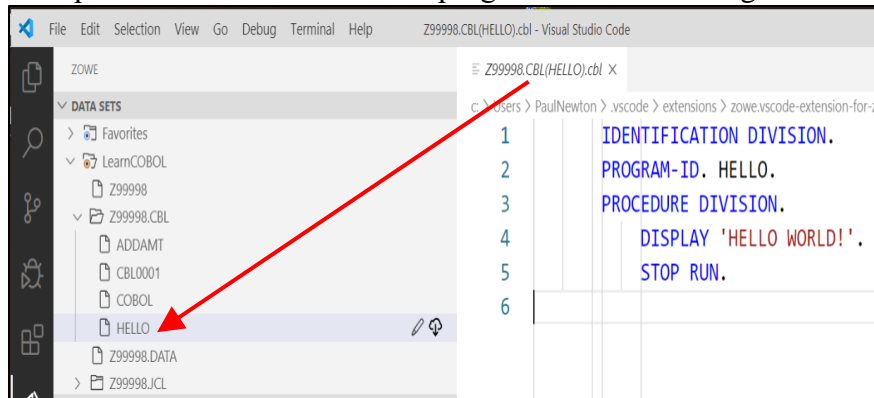 File Edit Selection View Go Debug Terminal Help Z99998.CBL(HELLO).cbl - Visual Studio Code
ZOWE
DATA SETS
Favorites
LearnCOBOL
Z99998
Z99998.CBL
ADDAMT
CBL0001
COBOL
HELLO
Z99998.DATA
Z99998.JCL
Z99998.CBL(HELLO).cbl ×
c: > Users > PaulNewton > .vscode > extensions > zowe.vscode-extension-for-z
1 IDENTIFICATION DIVISION.
2 PROGRAM-ID. HELLO.
3 PROCEDURE DIVISION.
4 DISPLAY 'HELLO WORLD!'.
5 STOP RUN.
6